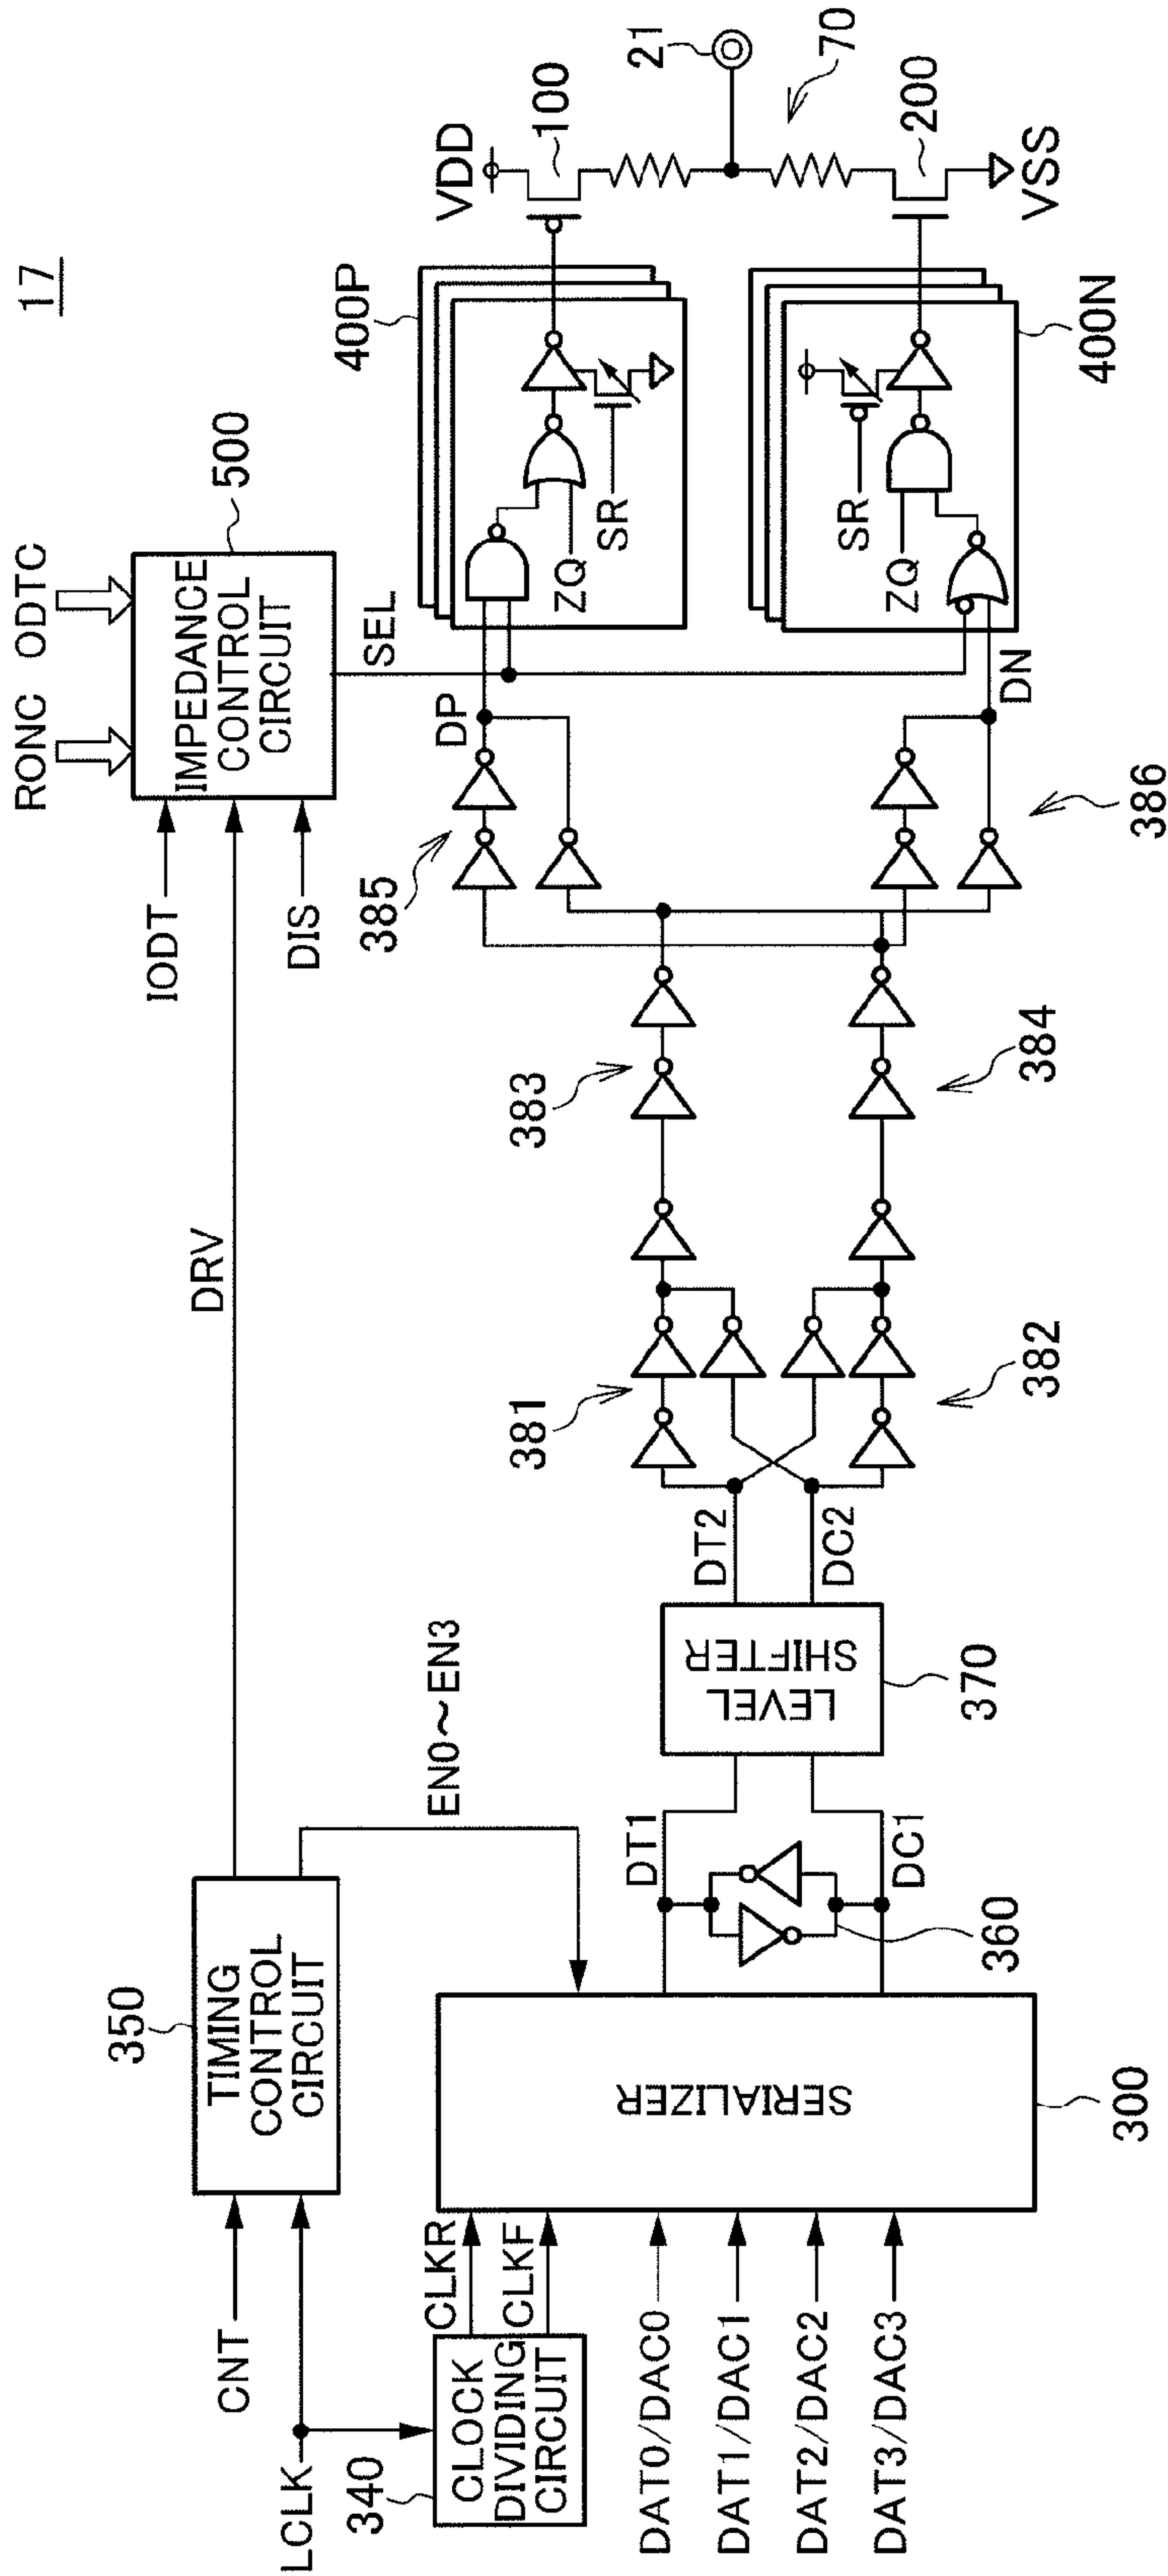 17
RONC
ODTC
IODT
DIS
IMPEDANCE
CONTROL
CIRCUIT
500
SEL
DRV
350
TIMING
CONTROL
CIRCUIT
CNT
LCLK
340
CLOCK
DIVIDING
CIRCUIT
CLKR
CLKF
EN0~EN3
DAT0/DAC0
DAT1/DAC1
DAT2/DAC2
DAT3/DAC3
SERIALIZER
300
DT1
DC1
360
LEVEL
SHIFTER
370
DT2
DC2
381
382
383
384
385
386
DP
DN
400P
ZQ
SR
400N
ZQ
SR
VDD
100
21
70
200
VSS